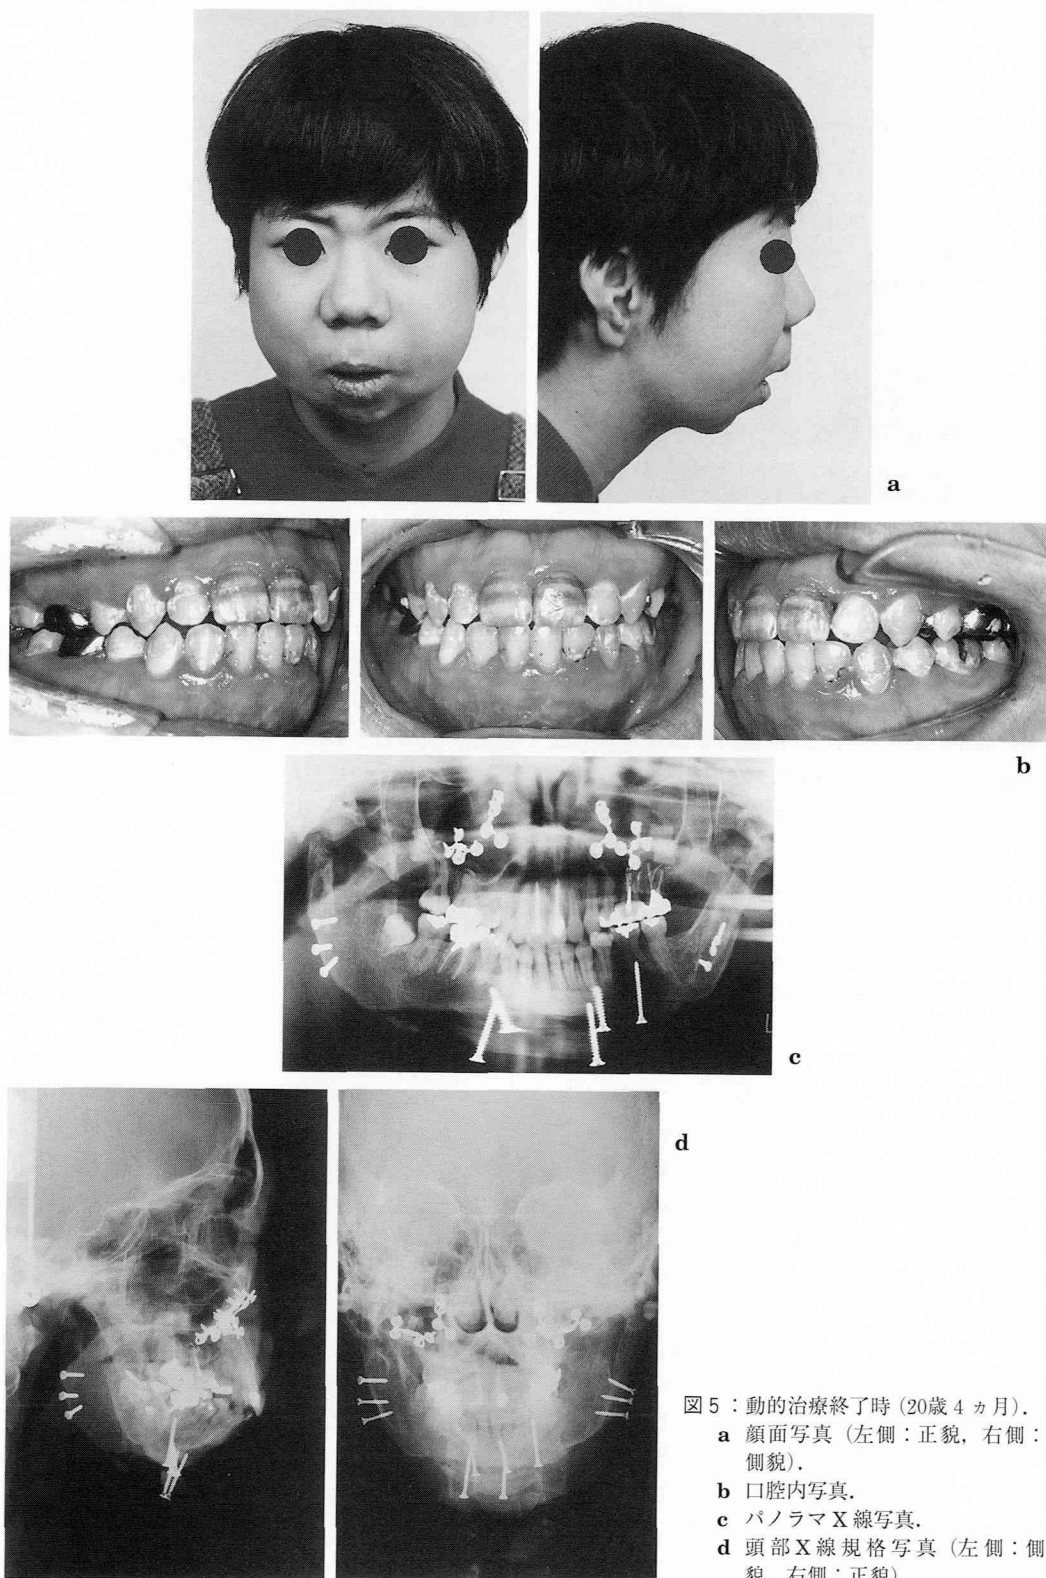 a
b
c
L
d
図 5 : 動的治療終了時 (20歳 4 ヵ月).
a 顔面写真 (左側 : 正貌, 右側 :
側貌).
b 口腔内写真.
c パノラマ X 線写真.
d 頭部 X 線規格写真 (左側 : 側
貌, 右側 : 正貌).